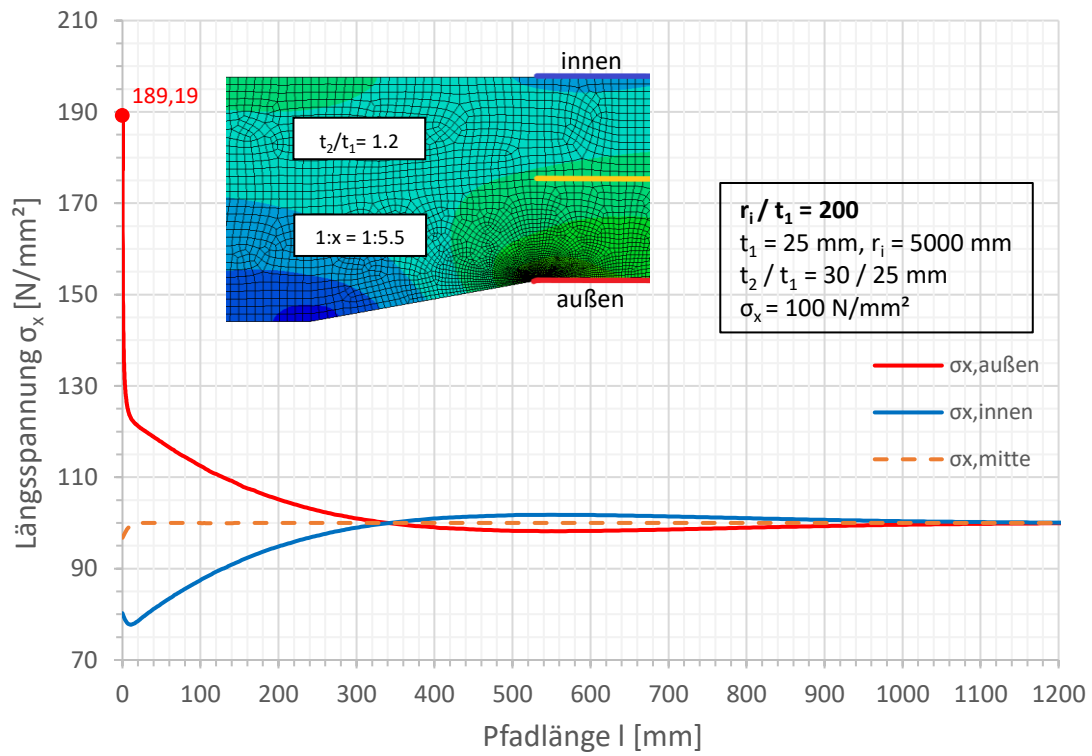 210
190
170
150
130
110
90
70
Längsspannung σₓ [N/mm²]
189,19
innen
t₂/t₁= 1.2
1:x = 1:5.5
außen
rᵢ / t₁ = 200
t₁ = 25 mm, rᵢ = 5000 mm
t₂ / t₁ = 30 / 25 mm
σₓ = 100 N/mm²
σx,außen
σx,innen
σx,mitte
0 100 200 300 400 500 600 700 800 900 1000 1100 1200
Pfadlänge l [mm]